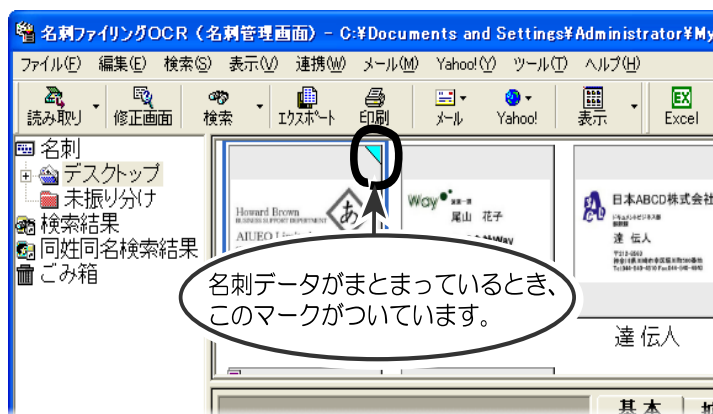 名刺ファイリングOCR（名刺管理画面）- C:¥Documents and Settings¥Administrator¥My
ファイル(F) 編集(E) 検索(S) 表示(V) 連携(W) メール(M) Yahoo!(Y) ツール(T) ヘルプ(H)
読み取り 修正画面 検索 エクスポート 印刷 メール Yahoo! 表示 Excel
名刺
デスクトップ
未振り分け
検索結果
同姓同名検索結果
ごみ箱
Howard Brown
BUSINESS SUPPORT DEPARTMENT
あ
AIUEO
Way
尾山 花子
Way
日本ABCD株式会社
達 伝人
達 伝人
名刺データがまとまっているとき、
このマークがついています。
基本